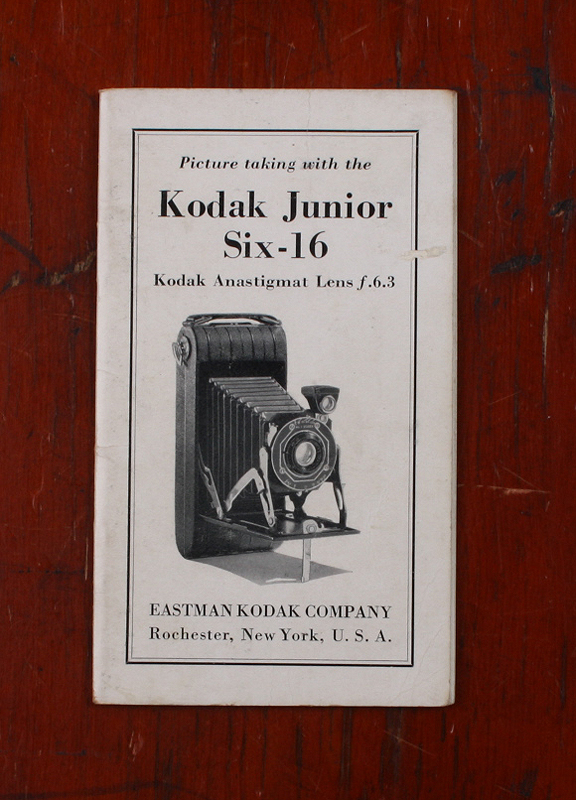 Picture taking with the
Kodak Junior
Six-16
Kodak Anastigmat Lens f.6.3
EASTMAN KODAK COMPANY
Rochester, New York, U. S. A.